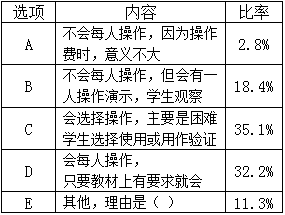 选项 内容 比率
A 不会每人操作，因为操作费时，意义不大 2.8%
B 不会每人操作，但会有一人操作演示，学生观察 18.4%
C 会选择操作，主要是困难学生选择使用或用作验证 35.1%
D 会每人操作，只要教材上有要求就会 32.2%
E 其他，理由是（ ） 11.3%